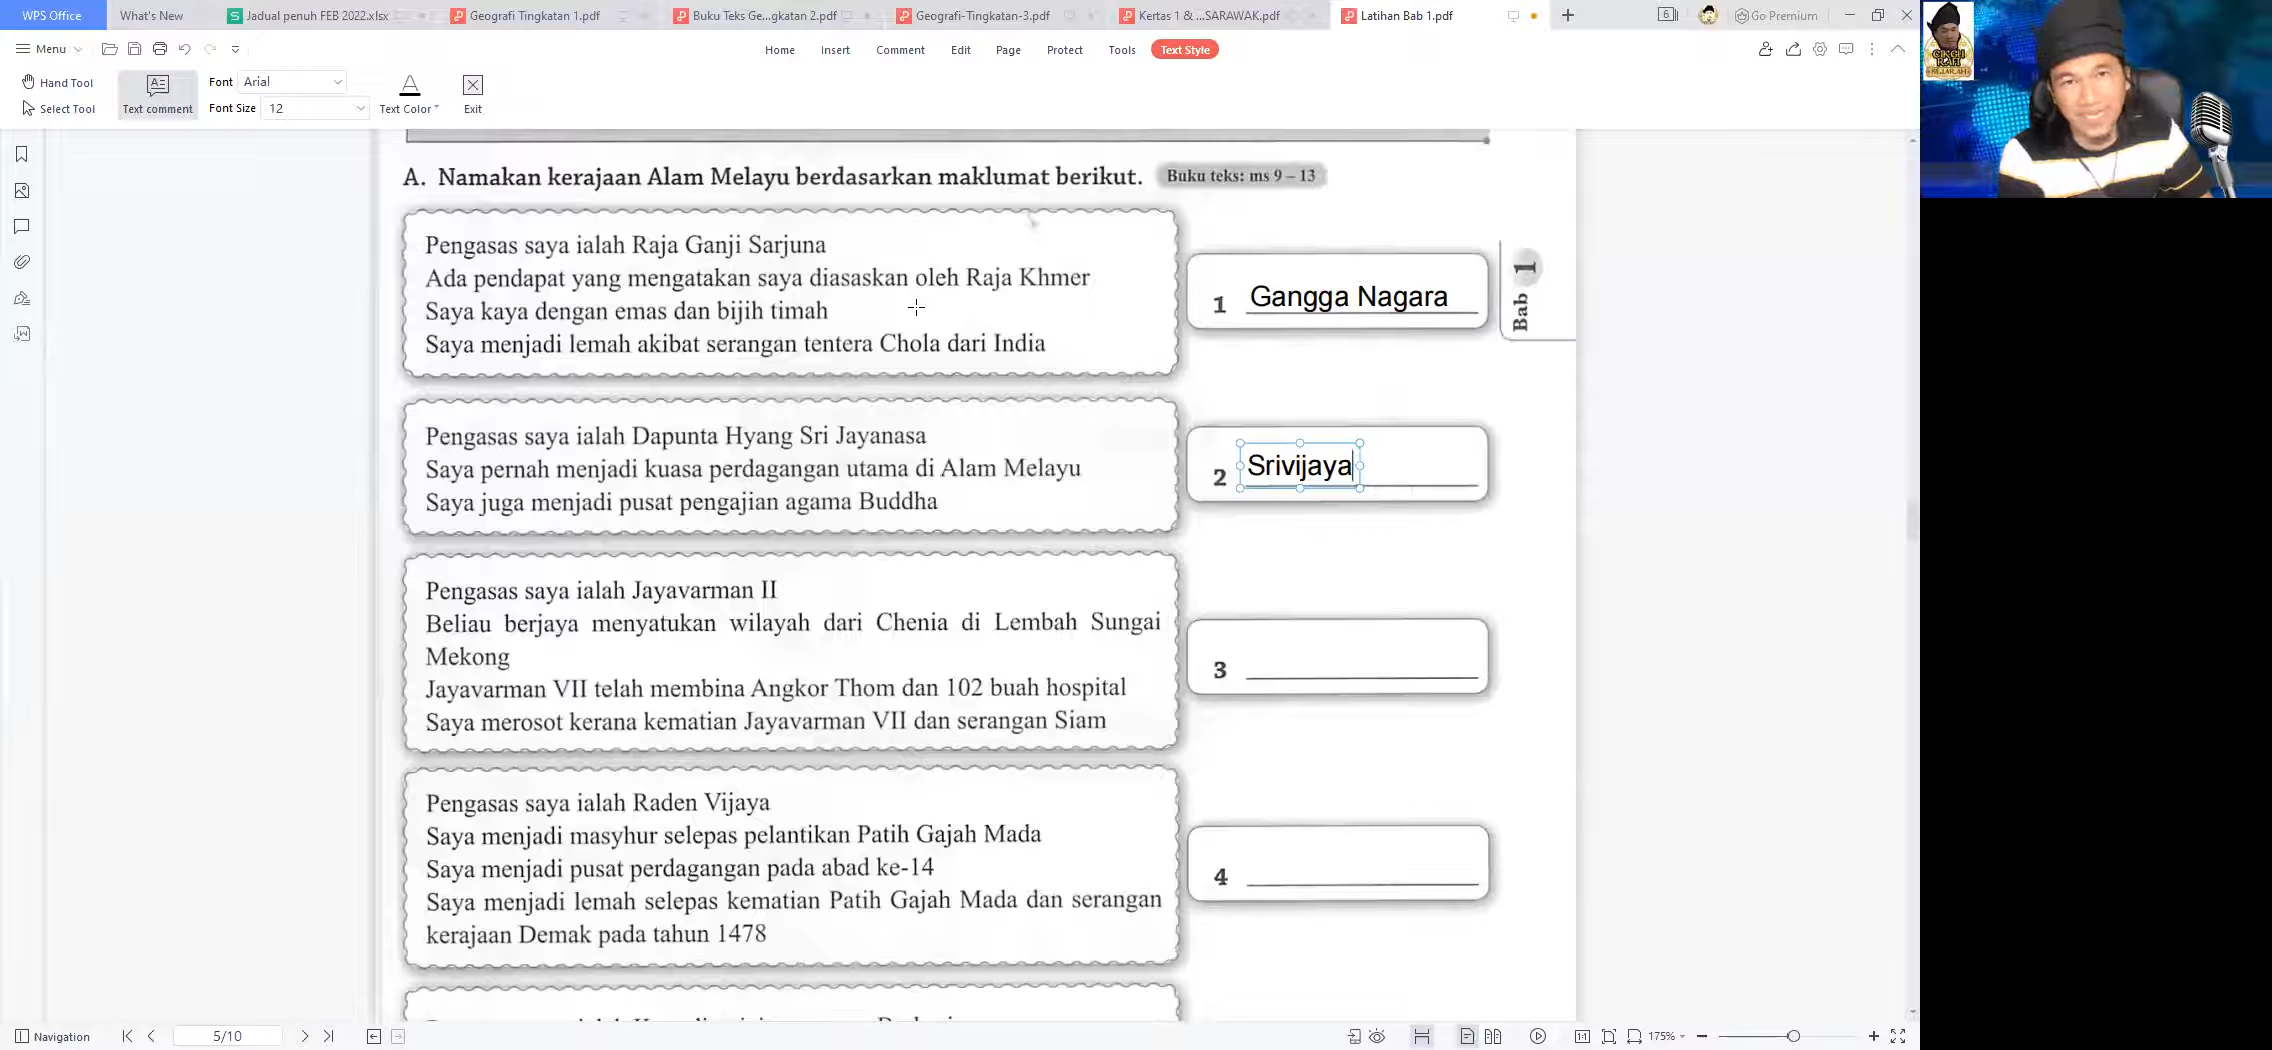 WPS Office
What's New
Jadual penuh FEB 2022.xlsx
Geografi Tingkatan 1.pdf
Buku Teks Ge...gkatan 2.pdf
Geografi-Tingkatan-3.pdf
Kertas 1 & ...SARAWAK.pdf
Latihan Bab 1.pdf
6
Go Premium
Menu
Home
Insert
Comment
Edit
Page
Protect
Tools
Text Style
Hand Tool
Select Tool
Text comment
Font
Arial
Font Size
12
Text Color
Exit
CIKGU
RAFI
SEJARAH
A. Namakan kerajaan Alam Melayu berdasarkan maklumat berikut.
Buku teks: ms 9 – 13
Pengasas saya ialah Raja Ganji Sarjuna
Ada pendapat yang mengatakan saya diasaskan oleh Raja Khmer
Saya kaya dengan emas dan bijih timah
Saya menjadi lemah akibat serangan tentera Chola dari India
1 Gangga Nagara
Bab 1
Pengasas saya ialah Dapunta Hyang Sri Jayanasa
Saya pernah menjadi kuasa perdagangan utama di Alam Melayu
Saya juga menjadi pusat pengajian agama Buddha
2 Srivijaya
Pengasas saya ialah Jayavarman II
Beliau berjaya menyatukan wilayah dari Chenia di Lembah Sungai
Mekong
Jayavarman VII telah membina Angkor Thom dan 102 buah hospital
Saya merosot kerana kematian Jayavarman VII dan serangan Siam
3
Pengasas saya ialah Raden Vijaya
Saya menjadi masyhur selepas pelantikan Patih Gajah Mada
Saya menjadi pusat perdagangan pada abad ke-14
Saya menjadi lemah selepas kematian Patih Gajah Mada dan serangan
kerajaan Demak pada tahun 1478
4
Navigation
5/10
1:1
175%